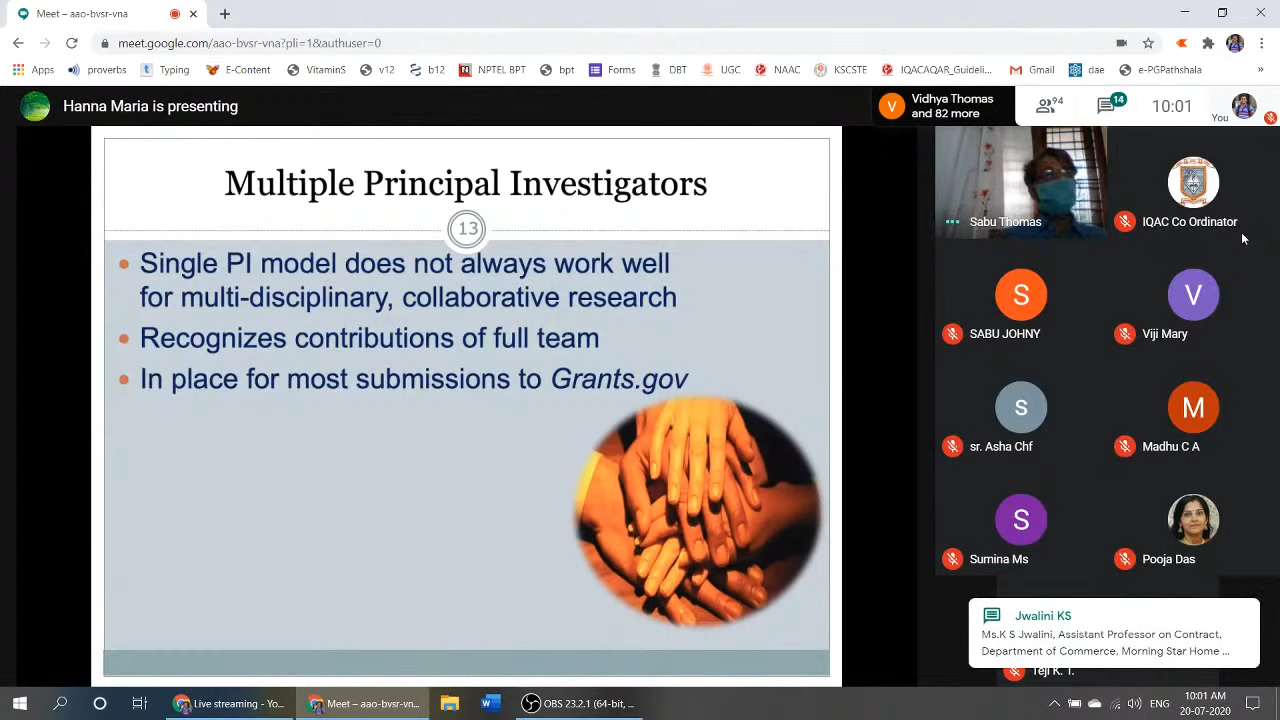 Meet – aao-bvsr-vna
meet.google.com/aao-bvsr-vna?pli=1&authuser=0
Apps proverbs Typing E-Content VitaminS v12 b12 NPTEL BPT bpt Forms DBT UGC NAAC KSCSTE IQACAQAR_Guideli... Gmail dae e-PGPathshala »
Hanna Maria is presenting
Vidhya Thomas
and 82 more
94
14
10:01
You
Multiple Principal Investigators
13
• Single PI model does not always work well
for multi-disciplinary, collaborative research
• Recognizes contributions of full team
• In place for most submissions to Grants.gov
Sabu Thomas
IQAC Co Ordinator
S
SABU JOHNY
V
Viji Mary
s
sr. Asha Chf
M
Madhu C A
S
Sumina Ms
Pooja Das
Jwalini KS
Ms.K S Jwalini, Assistant Professor on Contract,
Department of Commerce, Morning Star Home ...
Teji K. T.
Live streaming - Yo...
Meet – aao-bvsr-vna...
OBS 23.2.1 (64-bit, ...
10:01 AM
20-07-2020